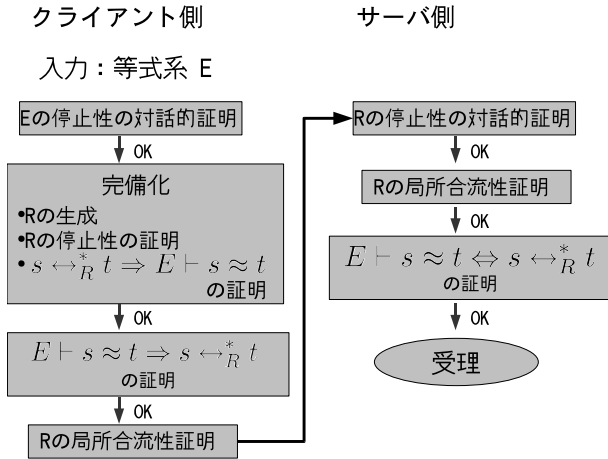 クライアント側
入力：等式系 E
Eの停止性の対話的証明
OK
完備化
•Rの生成
•Rの停止性の証明
•s ↔*_R t ⇒ E ⊢ s ≈ t
の証明
OK
E ⊢ s ≈ t ⇒ s ↔*_R t
の証明
OK
Rの局所合流性証明
サーバ側
Rの停止性の対話的証明
OK
Rの局所合流性証明
OK
E ⊢ s ≈ t ⇔ s ↔*_R t
の証明
OK
受理